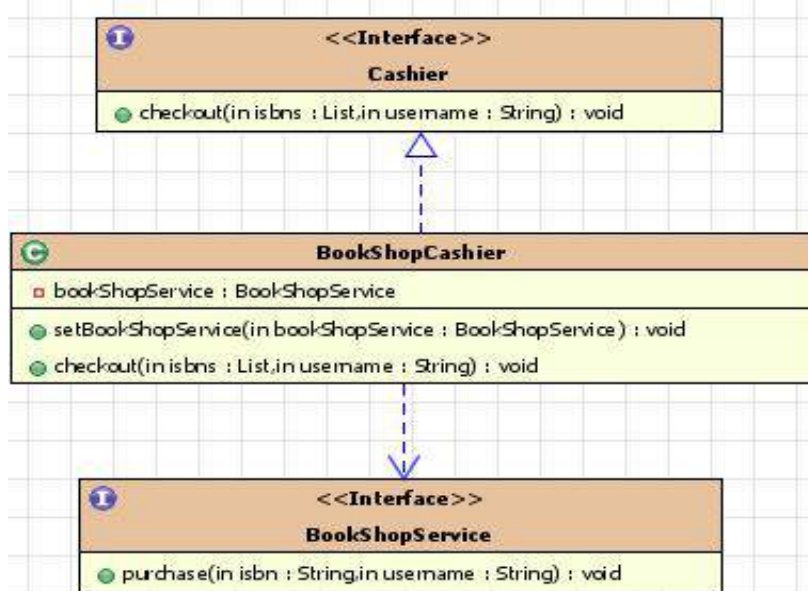 I
<<Interface>>
Cashier
checkout(in isbns : List,in username : String) : void
C
BookShopCashier
bookShopService : BookShopService
setBookShopService(in bookShopService : BookShopService) : void
checkout(in isbns : List,in username : String) : void
I
<<Interface>>
BookShopService
purchase(in isbn : String,in username : String) : void